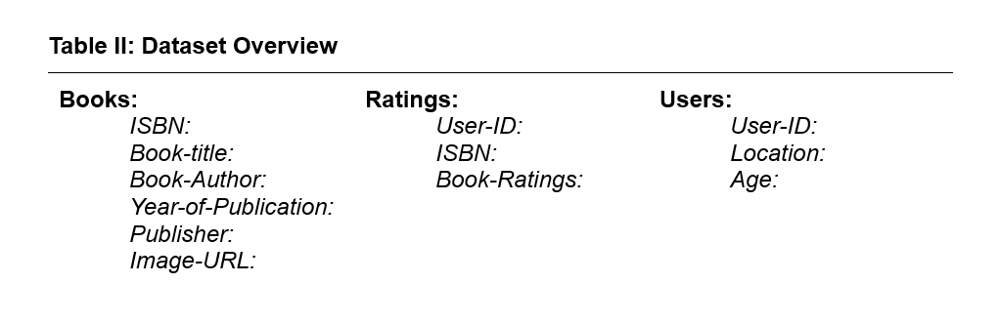 Table II: Dataset Overview
Books:
ISBN:
Book-title:
Book-Author:
Year-of-Publication:
Publisher:
Image-URL:
Ratings:
User-ID:
ISBN:
Book-Ratings:
Users:
User-ID:
Location:
Age: